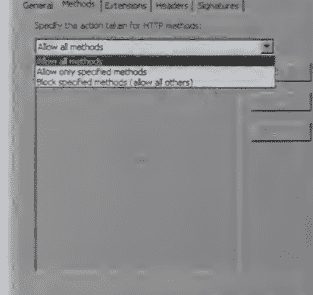 General Methods Extensions Headers Signatures
Specify the action taken for HTTP methods:
Allow all methods
Allow all methods
Allow only specified methods
Block specified methods (allow all others)